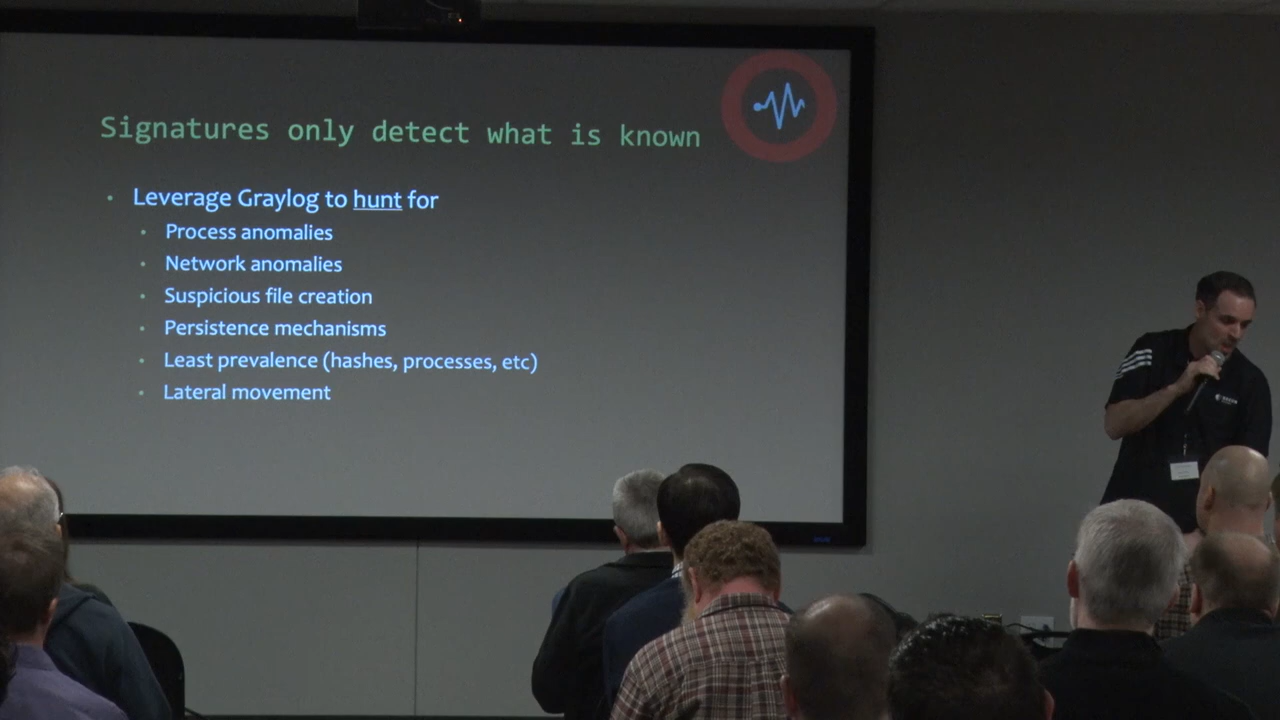 Signatures only detect what is known
• Leverage Graylog to hunt for
• Process anomalies
• Network anomalies
• Suspicious file creation
• Persistence mechanisms
• Least prevalence (hashes, processes, etc)
• Lateral movement